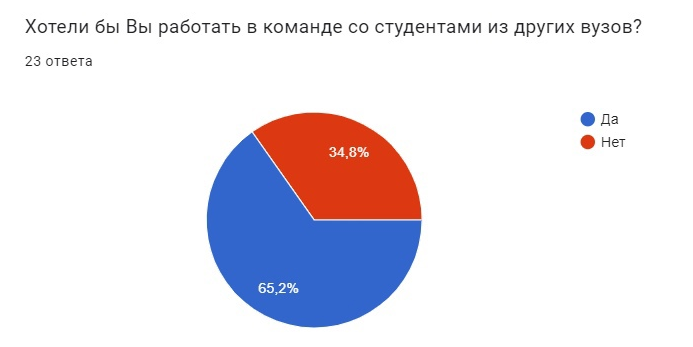 Хотели бы Вы работать в команде со студентами из других вузов?
23 ответа
Да
Нет
34,8%
65,2%